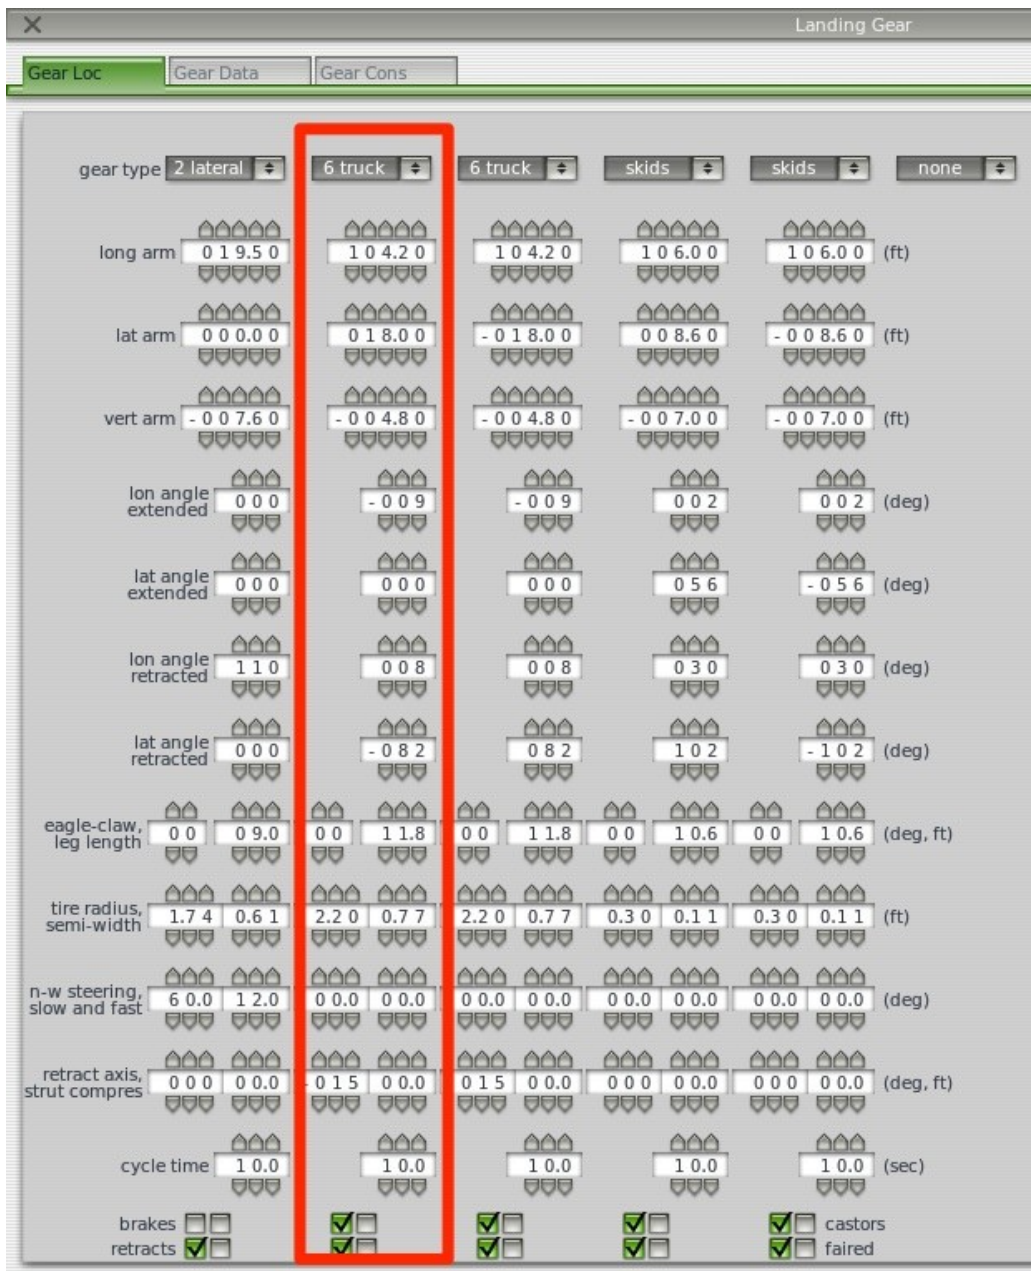 Landing Gear
Gear Loc Gear Data Gear Cons
gear type 2 lateral 6 truck 6 truck skids skids none
long arm 019.50 104.20 104.20 106.00 106.00 (ft)
lat arm 000.00 018.00 -018.00 008.60 -008.60 (ft)
vert arm -007.60 -004.80 -004.80 -007.00 -007.00 (ft)
lon angle
extended 000 -009 -009 002 002 (deg)
lat angle
extended 000 000 000 056 -056 (deg)
lon angle
retracted 110 008 008 030 030 (deg)
lat angle
retracted 000 -082 082 102 -102 (deg)
eagle-claw,
leg length 00 09.0 00 11.8 00 11.8 00 10.6 00 10.6 (deg, ft)
tire radius,
semi-width 1.74 0.61 2.20 0.77 2.20 0.77 0.30 0.11 0.30 0.11 (ft)
n-w steering,
slow and fast 60.0 12.0 00.0 00.0 00.0 00.0 00.0 00.0 00.0 00.0 (deg)
retract axis,
strut compres 000 00.0 -015 00.0 015 00.0 000 00.0 000 00.0 (deg, ft)
cycle time 10.0 10.0 10.0 10.0 10.0 (sec)
brakes castors
retracts faired